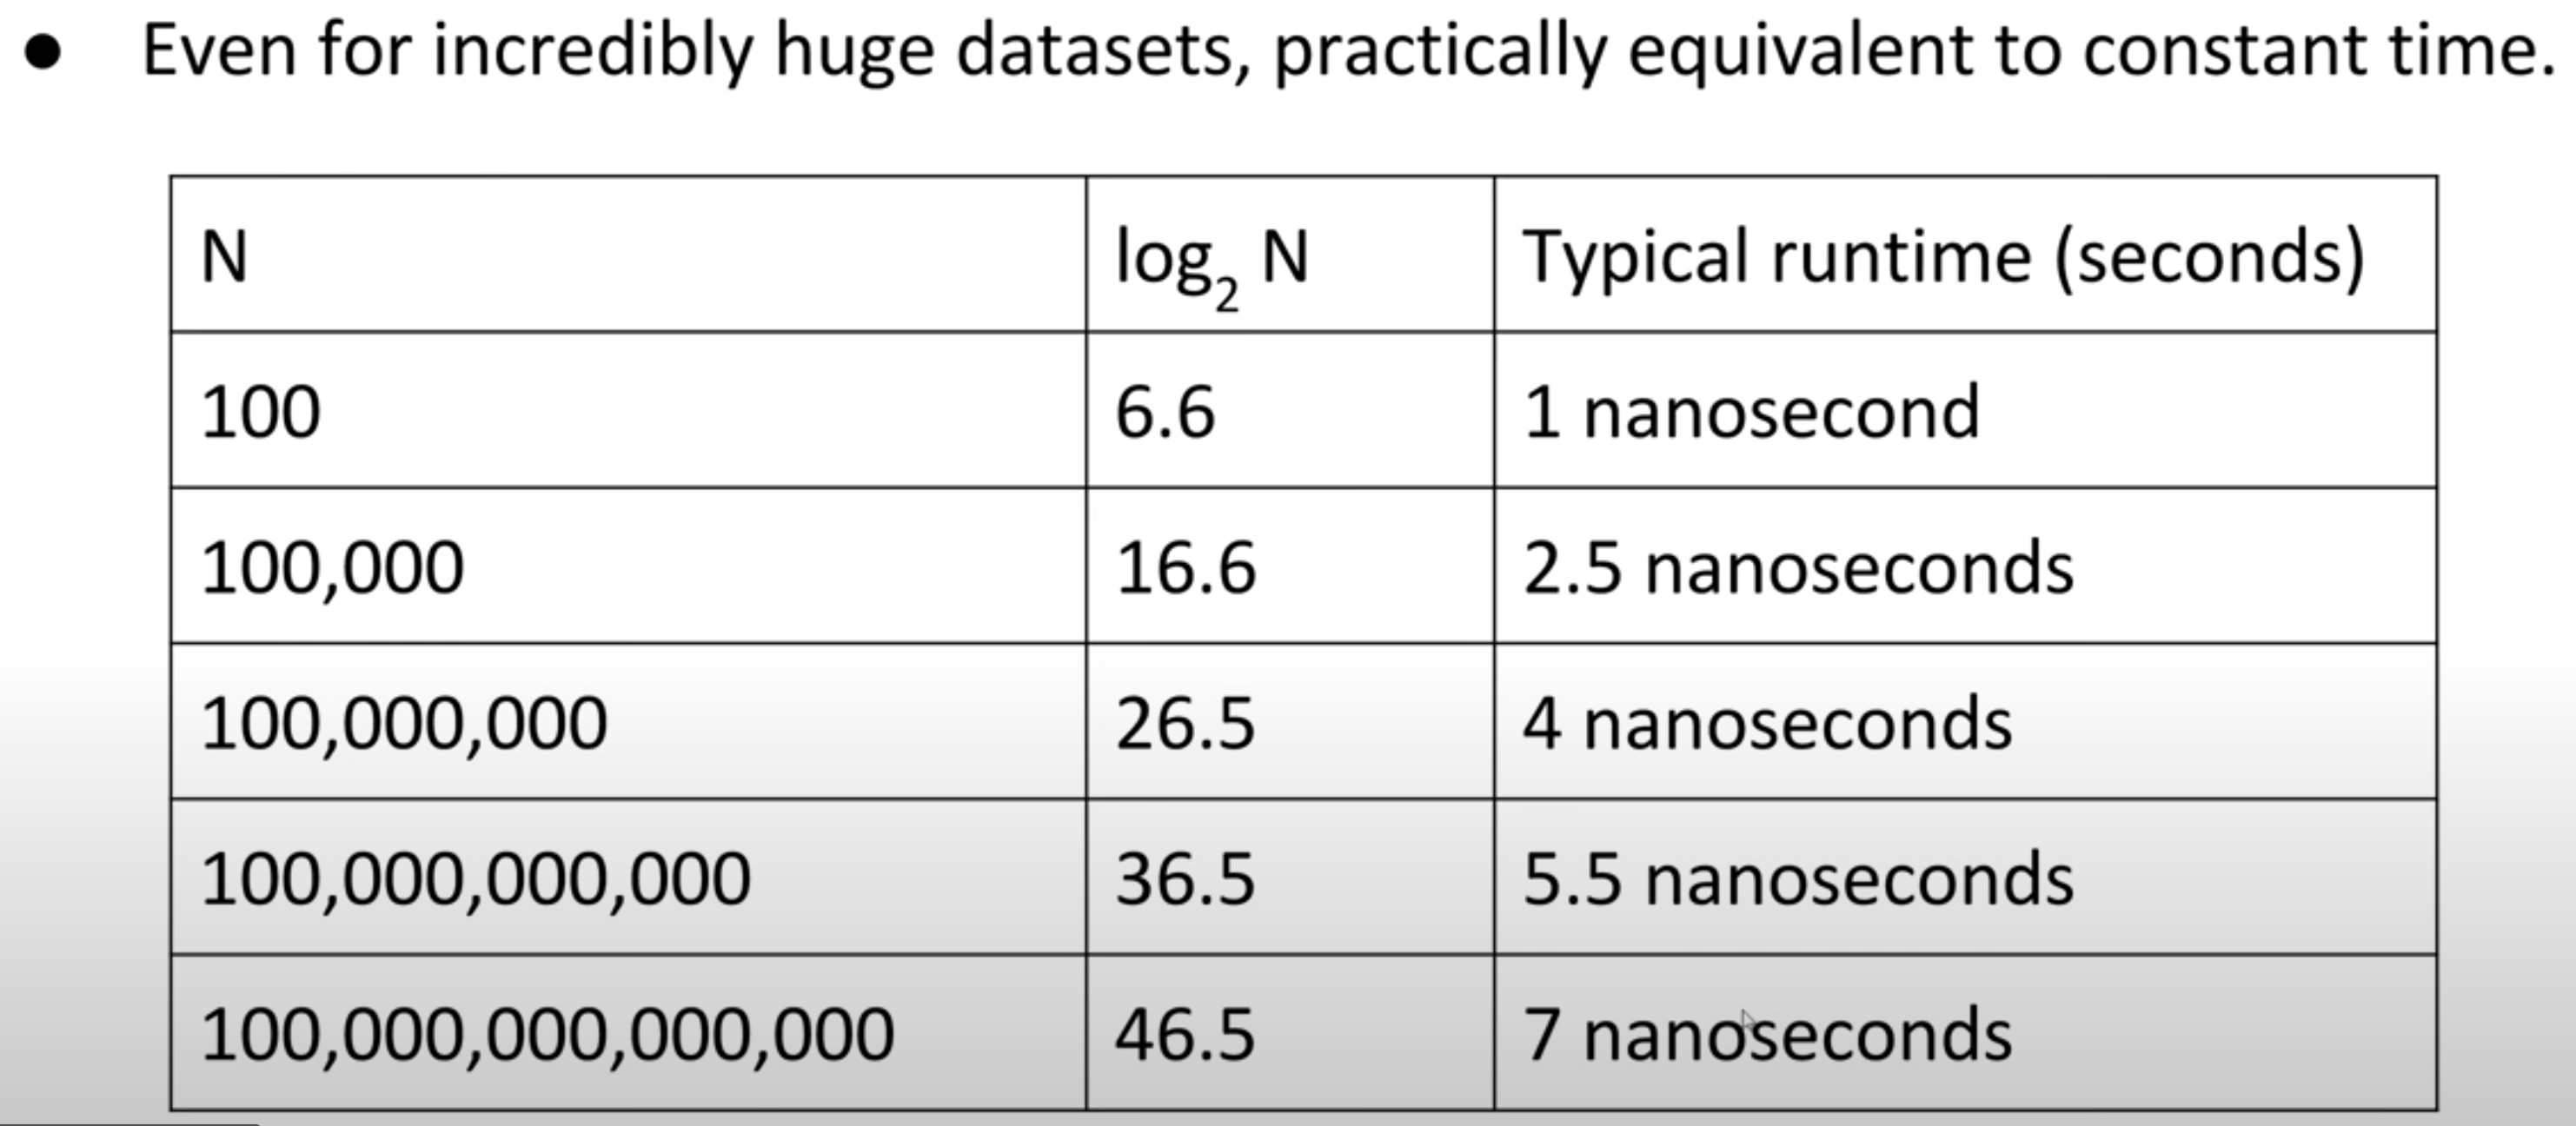 ● Even for incredibly huge datasets, practically equivalent to constant time.
N log₂ N Typical runtime (seconds)
100 6.6 1 nanosecond
100,000 16.6 2.5 nanoseconds
100,000,000 26.5 4 nanoseconds
100,000,000,000 36.5 5.5 nanoseconds
100,000,000,000,000 46.5 7 nanoseconds